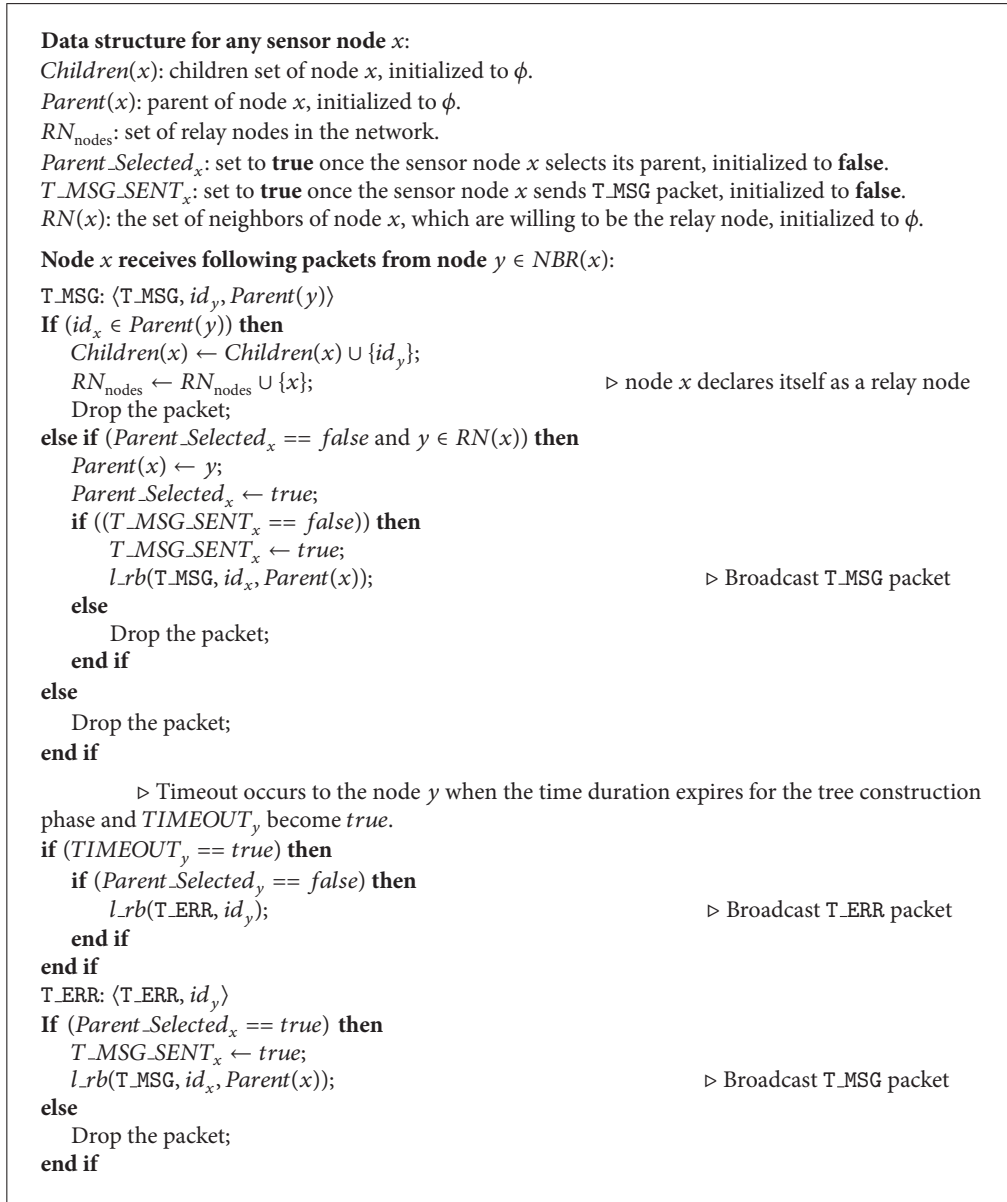 Data structure for any sensor node x:
Children(x): children set of node x, initialized to ϕ.
Parent(x): parent of node x, initialized to ϕ.
RN_nodes: set of relay nodes in the network.
Parent_Selected_x: set to true once the sensor node x selects its parent, initialized to false.
T_MSG_SENT_x: set to true once the sensor node x sends T_MSG packet, initialized to false.
RN(x): the set of neighbors of node x, which are willing to be the relay node, initialized to ϕ.
Node x receives following packets from node y ∈ NBR(x):
T_MSG: ⟨T_MSG, id_y, Parent(y)⟩
If (id_x ∈ Parent(y)) then
Children(x) ← Children(x) ∪ {id_y};
RN_nodes ← RN_nodes ∪ {x}; ▷ node x declares itself as a relay node
Drop the packet;
else if (Parent_Selected_x == false and y ∈ RN(x)) then
Parent(x) ← y;
Parent_Selected_x ← true;
if ((T_MSG_SENT_x == false)) then
T_MSG_SENT_x ← true;
l_rb(T_MSG, id_x, Parent(x)); ▷ Broadcast T_MSG packet
else
Drop the packet;
end if
else
Drop the packet;
end if
▷ Timeout occurs to the node y when the time duration expires for the tree construction
phase and TIMEOUT_y become true.
if (TIMEOUT_y == true) then
if (Parent_Selected_y == false) then
l_rb(T_ERR, id_y); ▷ Broadcast T_ERR packet
end if
end if
T_ERR: ⟨T_ERR, id_y⟩
If (Parent_Selected_x == true) then
T_MSG_SENT_x ← true;
l_rb(T_MSG, id_x, Parent(x)); ▷ Broadcast T_MSG packet
else
Drop the packet;
end if